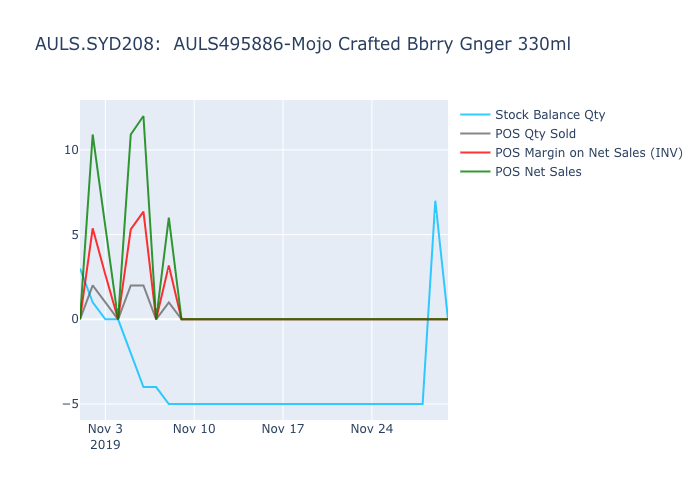 AULS.SYD208:  AULS495886-Mojo Crafted Bbrry Gnger 330ml
Stock Balance Qty
POS Qty Sold
POS Margin on Net Sales (INV)
POS Net Sales
10
5
0
−5
Nov 3
2019
Nov 10
Nov 17
Nov 24